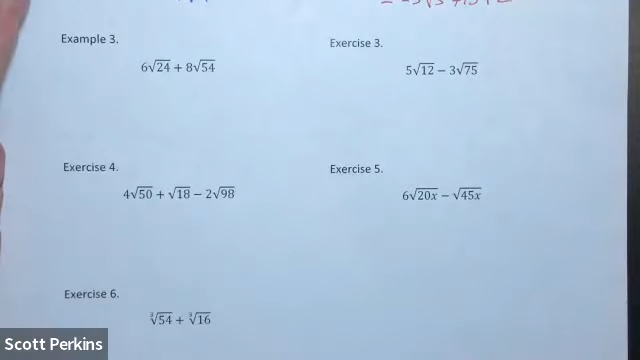 Example 3.
6√24 + 8√54
Exercise 3.
5√12 − 3√75
Exercise 4.
4√50 + √18 − 2√98
Exercise 5.
6√20x − √45x
Exercise 6.
∛54 + ∛16
Scott Perkins